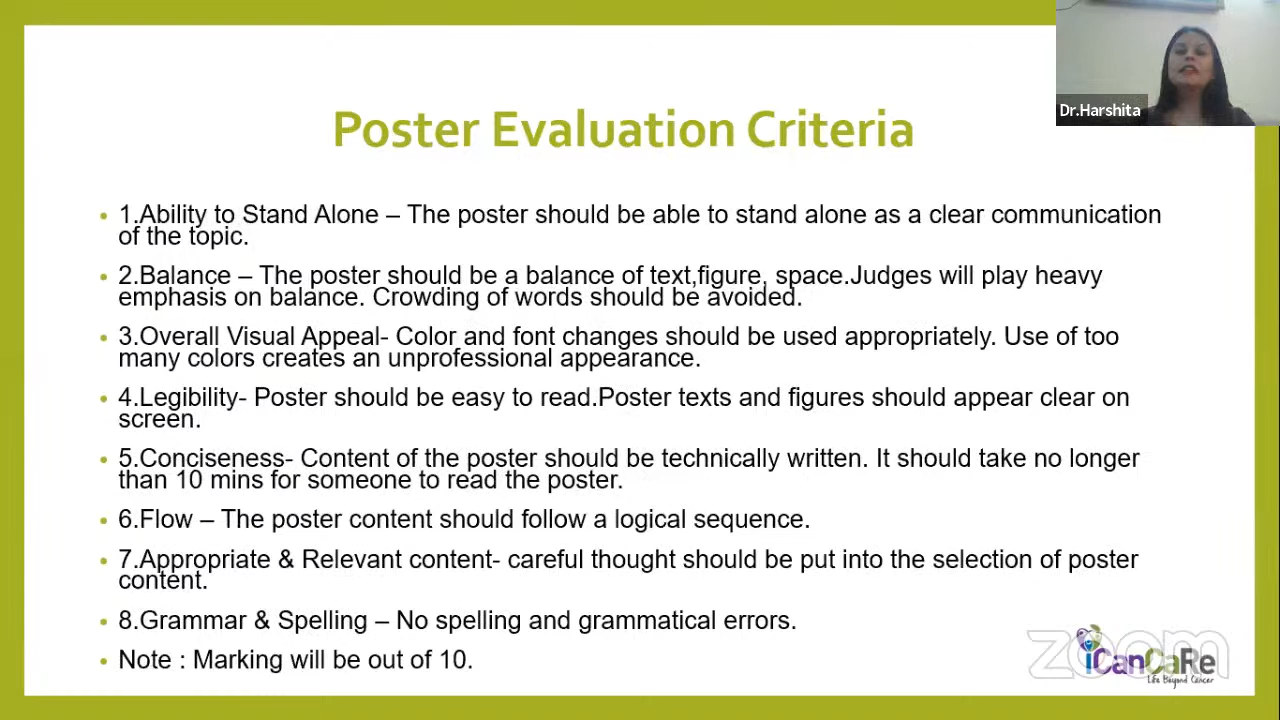 Dr.Harshita
Poster Evaluation Criteria
• 1.Ability to Stand Alone – The poster should be able to stand alone as a clear communication
of the topic.
• 2.Balance – The poster should be a balance of text,figure, space.Judges will play heavy
emphasis on balance. Crowding of words should be avoided.
• 3.Overall Visual Appeal- Color and font changes should be used appropriately. Use of too
many colors creates an unprofessional appearance.
• 4.Legibility- Poster should be easy to read.Poster texts and figures should appear clear on
screen.
• 5.Conciseness- Content of the poster should be technically written. It should take no longer
than 10 mins for someone to read the poster.
• 6.Flow – The poster content should follow a logical sequence.
• 7.Appropriate & Relevant content- careful thought should be put into the selection of poster
content.
• 8.Grammar & Spelling – No spelling and grammatical errors.
• Note : Marking will be out of 10.
zoom
iCanCaRe
Life Beyond Cancer